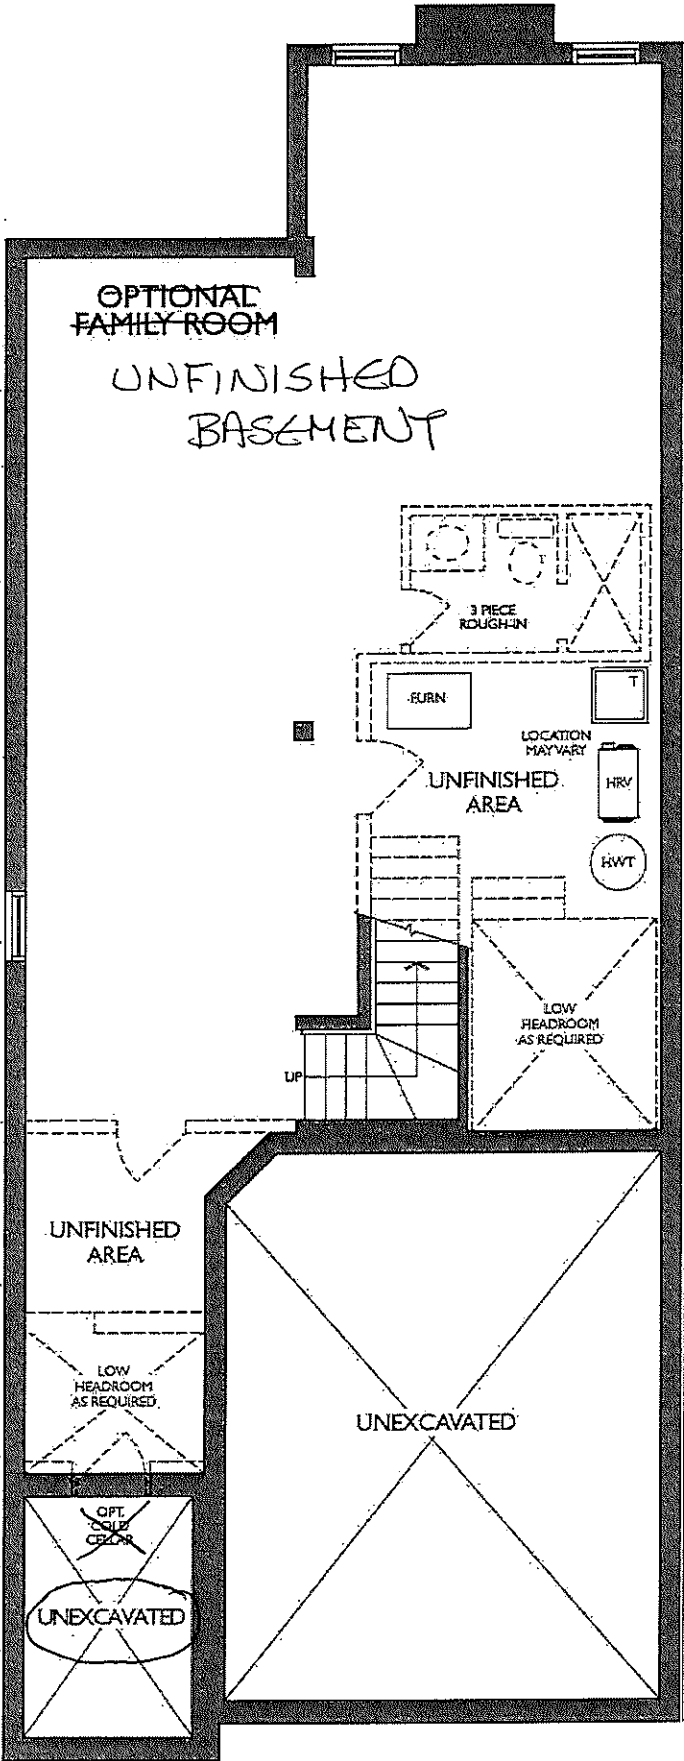 OPTIONAL
FAMILY ROOM
UNFINISHED
BASEMENT
3 PIECE
ROUGH-IN
FURN
T
LOCATION
MAY VARY
UNFINISHED
AREA
HRV
HWT
LOW
HEADROOM
AS REQUIRED
UP
UNFINISHED
AREA
LOW
HEADROOM
AS REQUIRED
UNEXCAVATED
OPT.
COLD
CELLAR
UNEXCAVATED